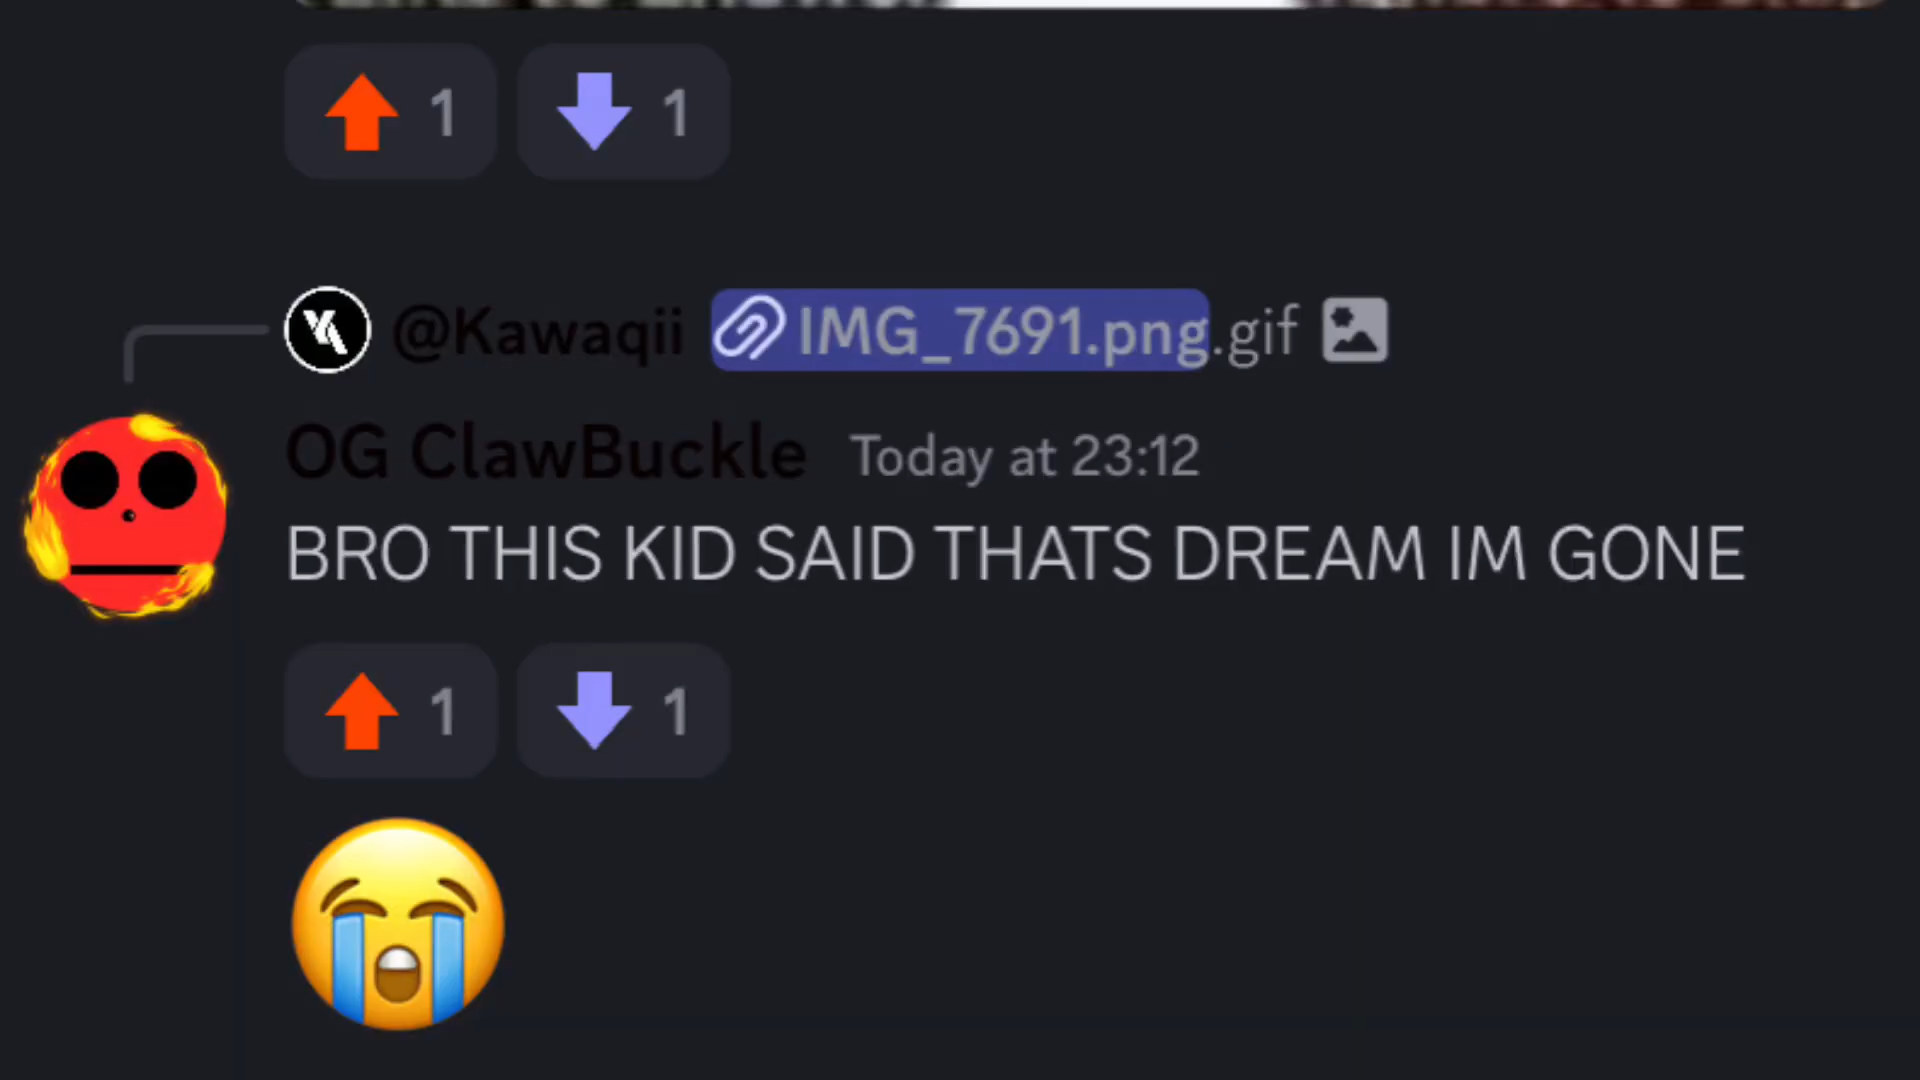 1 1
@Kawaqii IMG_7691.png.gif
OG ClawBuckle Today at 23:12
BRO THIS KID SAID THATS DREAM IM GONE
1 1